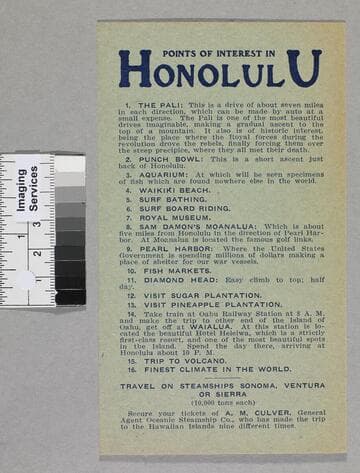 POINTS OF INTEREST IN
HONOLULU
1. THE PALI: This is a drive of about seven miles
in each direction, which can be made by auto at a
small expense. The Pali is one of the most beautiful
drives imaginable, making a gradual ascent to the
top of a mountain. It also is of historic interest,
being the place where the Royal forces during the
revolution drove the rebels, finally forcing them over
the steep precipice, where they all met their death.
2. PUNCH BOWL: This is a short ascent just
back of Honolulu.
3. AQUARIUM: At which will be seen specimens
of fish which are found nowhere else in the world.
4. WAIKIKI BEACH.
5. SURF BATHING.
6. SURF BOARD RIDING.
7. ROYAL MUSEUM.
8. SAM DAMON'S MOANALUA: Which is about
five miles from Honolulu in the direction of Pearl Har-
bor. At Moanalua is located the famous golf links.
9. PEARL HARBOR: Where the United States
Government is spending millions of dollars making a
place of shelter for our war vessels.
10. FISH MARKETS.
11. DIAMOND HEAD: Easy climb to top; half
day.
12. VISIT SUGAR PLANTATION.
13. VISIT PINEAPPLE PLANTATION.
14. Take train at Oahu Railway Station at 8 A. M.
and make the trip to other end of the Island of
Oahu, get off at WAIALUA. At this station is lo-
cated the beautiful Hotel Heleiwa, which is a strictly
first-class resort, and one of the most beautiful spots
in the Island. Spend the day there, arriving at
Honolulu about 10 P. M.
15. TRIP TO VOLCANO.
16. FINEST CLIMATE IN THE WORLD.
TRAVEL ON STEAMSHIPS SONOMA, VENTURA
OR SIERRA
(10,000 tons each)
Secure your tickets of A. M. CULVER, General
Agent Oceanic Steamship Co., who has made the trip
to the Hawaiian Islands nine different times.
Imaging
Services
1
2
3